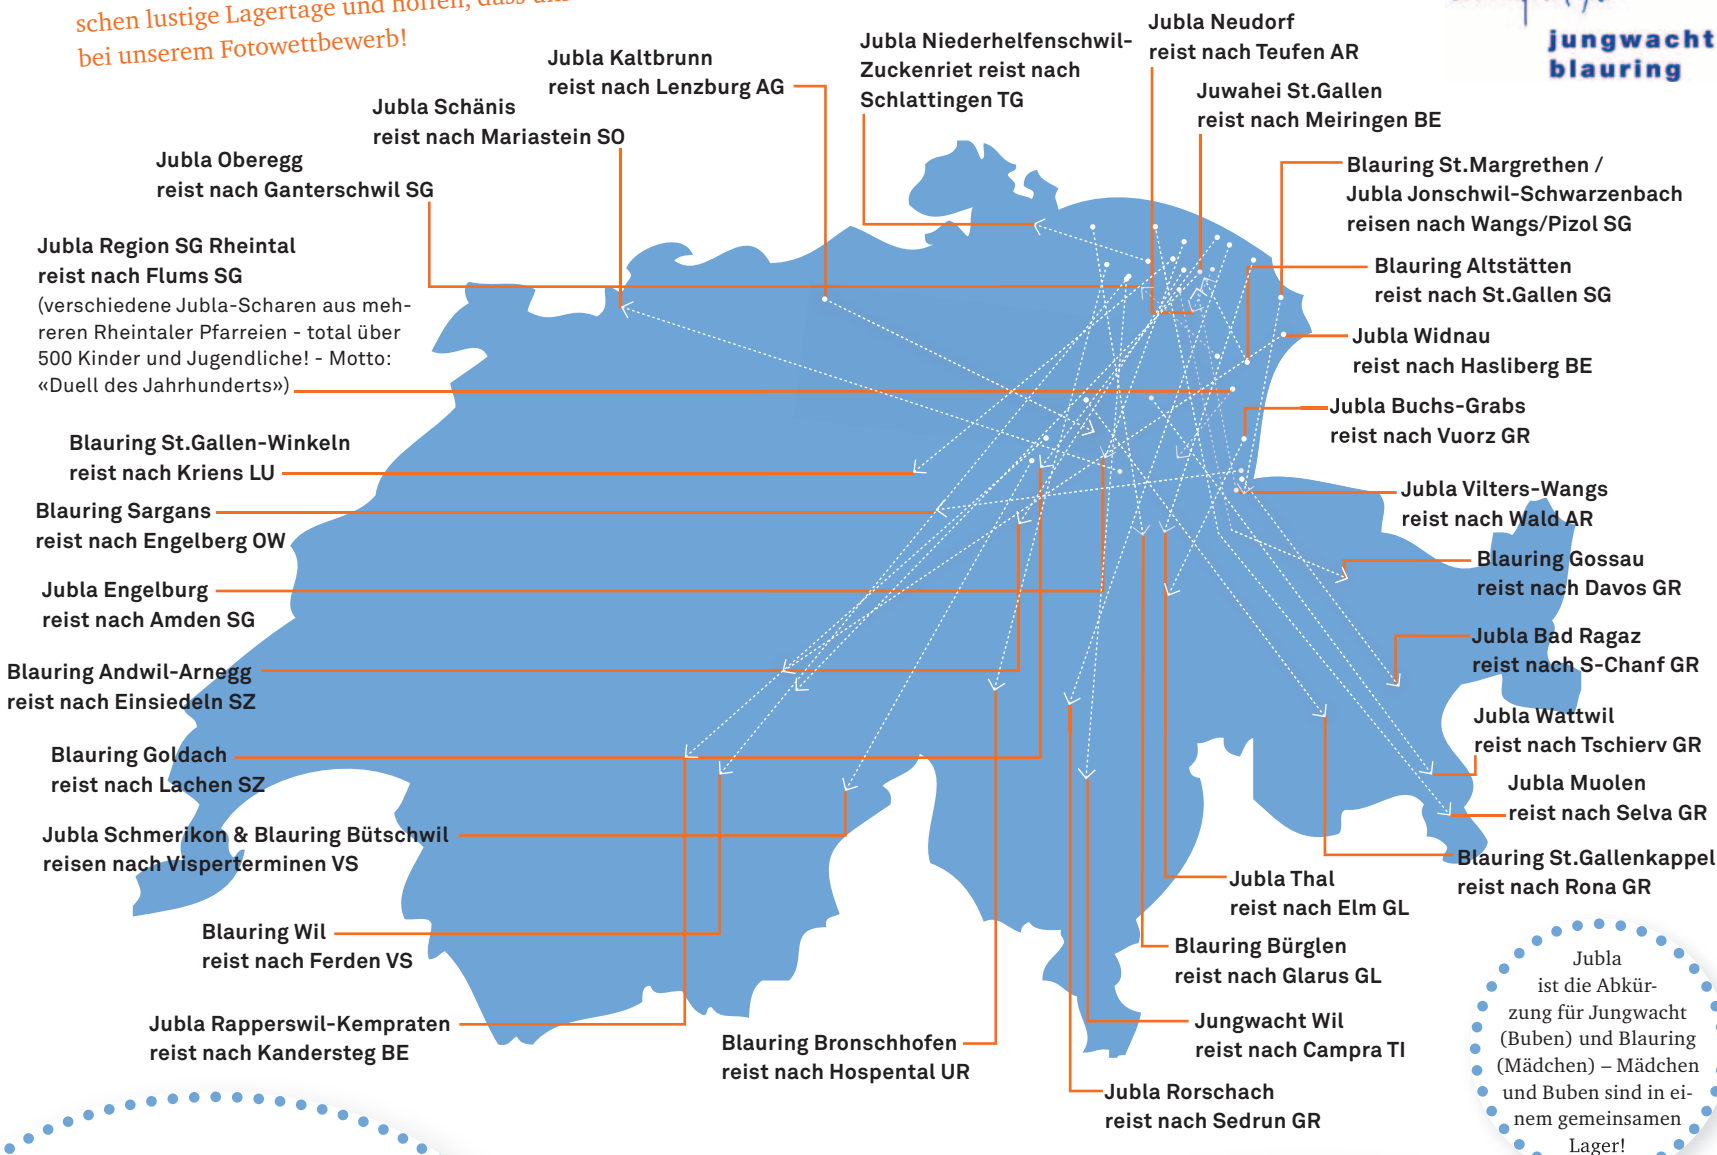 schen lustige Lagertage und hoffen, dass
bei unserem Fotowettbewerb!
jungwacht
blauring
Jubla Neudorf
reist nach Teufen AR
Jubla Niederhelfenschwil-
Zuckenriet reist nach
Schlattingen TG
Jubla Kaltbrunn
reist nach Lenzburg AG
Juwahei St.Gallen
reist nach Meiringen BE
Jubla Schänis
reist nach Mariastein SO
Jubla Oberegg
reist nach Ganterschwil SG
Blauring St.Margrethen /
Jubla Jonschwil-Schwarzenbach
reisen nach Wangs/Pizol SG
Jubla Region SG Rheintal
reist nach Flums SG
(verschiedene Jubla-Scharen aus meh-
reren Rheintaler Pfarreien - total über
500 Kinder und Jugendliche! - Motto:
«Duell des Jahrhunderts»)
Blauring Altstätten
reist nach St.Gallen SG
Jubla Widnau
reist nach Hasliberg BE
Jubla Buchs-Grabs
reist nach Vuorz GR
Blauring St.Gallen-Winkeln
reist nach Kriens LU
Jubla Vilters-Wangs
reist nach Wald AR
Blauring Sargans
reist nach Engelberg OW
Blauring Gossau
reist nach Davos GR
Jubla Engelburg
reist nach Amden SG
Jubla Bad Ragaz
reist nach S-Chanf GR
Blauring Andwil-Arnegg
reist nach Einsiedeln SZ
Jubla Wattwil
reist nach Tschierv GR
Blauring Goldach
reist nach Lachen SZ
Jubla Muolen
reist nach Selva GR
Jubla Schmerikon & Blauring Bütschwil
reisen nach Visperterminen VS
Blauring St.Gallenkappel
reist nach Rona GR
Jubla Thal
reist nach Elm GL
Blauring Wil
reist nach Ferden VS
Blauring Bürglen
reist nach Glarus GL
Jubla Rapperswil-Kempraten
reist nach Kandersteg BE
Jungwacht Wil
reist nach Campra TI
Blauring Bronschhofen
reist nach Hospental UR
Jubla Rorschach
reist nach Sedrun GR
Jubla
ist die Abkür-
zung für Jungwacht
(Buben) und Blauring
(Mädchen) – Mädchen
und Buben sind in ei-
nem gemeinsamen
Lager!